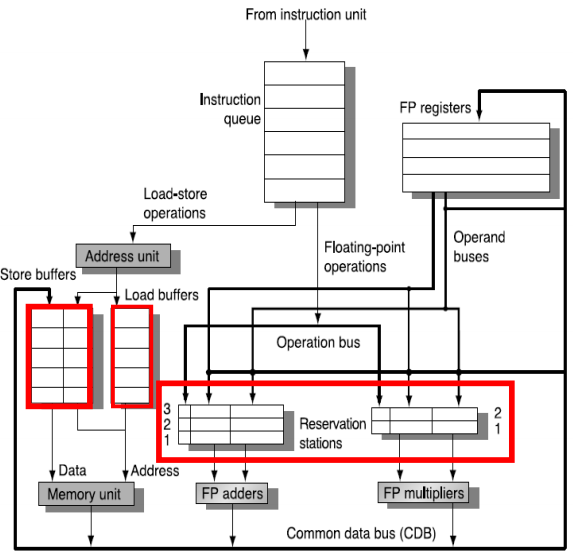 From instruction unit
Instruction
queue
FP registers
Load-store
operations
Address unit
Floating-point
operations
Operand
buses
Store buffers
Load buffers
Operation bus
3
2
1
Reservation
stations
2
1
Data
Address
Memory unit
FP adders
FP multipliers
Common data bus (CDB)